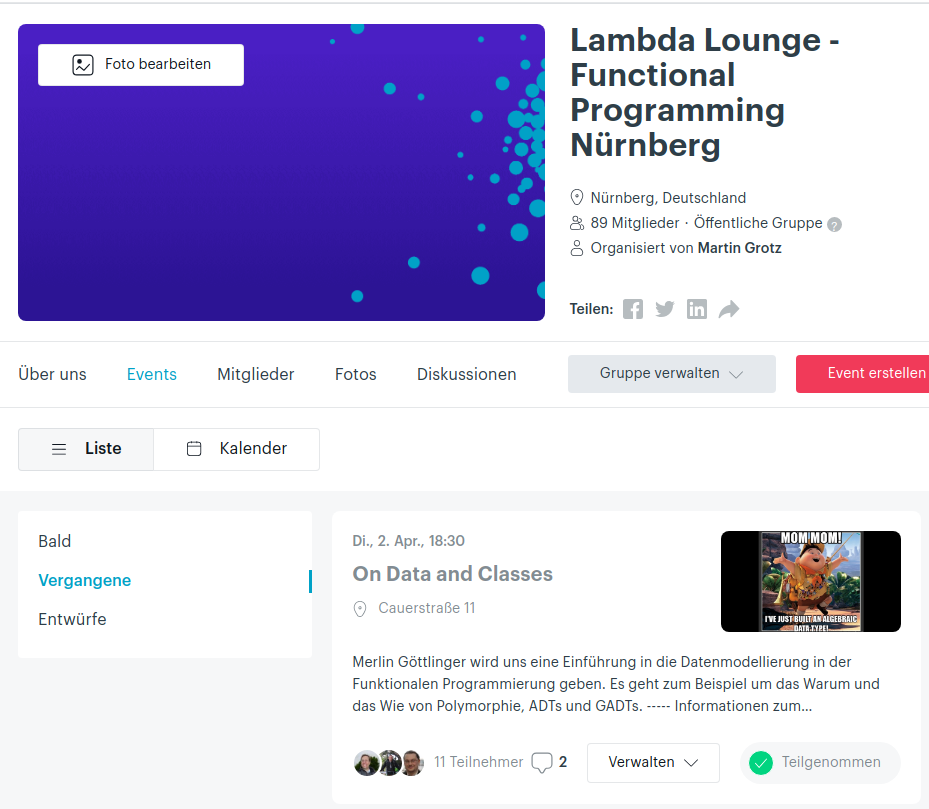 Foto bearbeiten
Lambda Lounge -
Functional
Programming
Nürnberg
Nürnberg, Deutschland
89 Mitglieder · Öffentliche Gruppe ?
Organisiert von Martin Grotz
Teilen:
Über uns Events Mitglieder Fotos Diskussionen Gruppe verwalten Event erstellen
Liste Kalender
Bald
Vergangene
Entwürfe
Di., 2. Apr., 18:30
On Data and Classes
Cauerstraße 11
MOM MOM!
I'VE JUST BUILT AN ALGEBRAIC
DATA TYPE!
Merlin Göttlinger wird uns eine Einführung in die Datenmodellierung in der
Funktionalen Programmierung geben. Es geht zum Beispiel um das Warum und
das Wie von Polymorphie, ADTs und GADTs. ----- Informationen zum...
11 Teilnehmer 2 Verwalten Teilgenommen